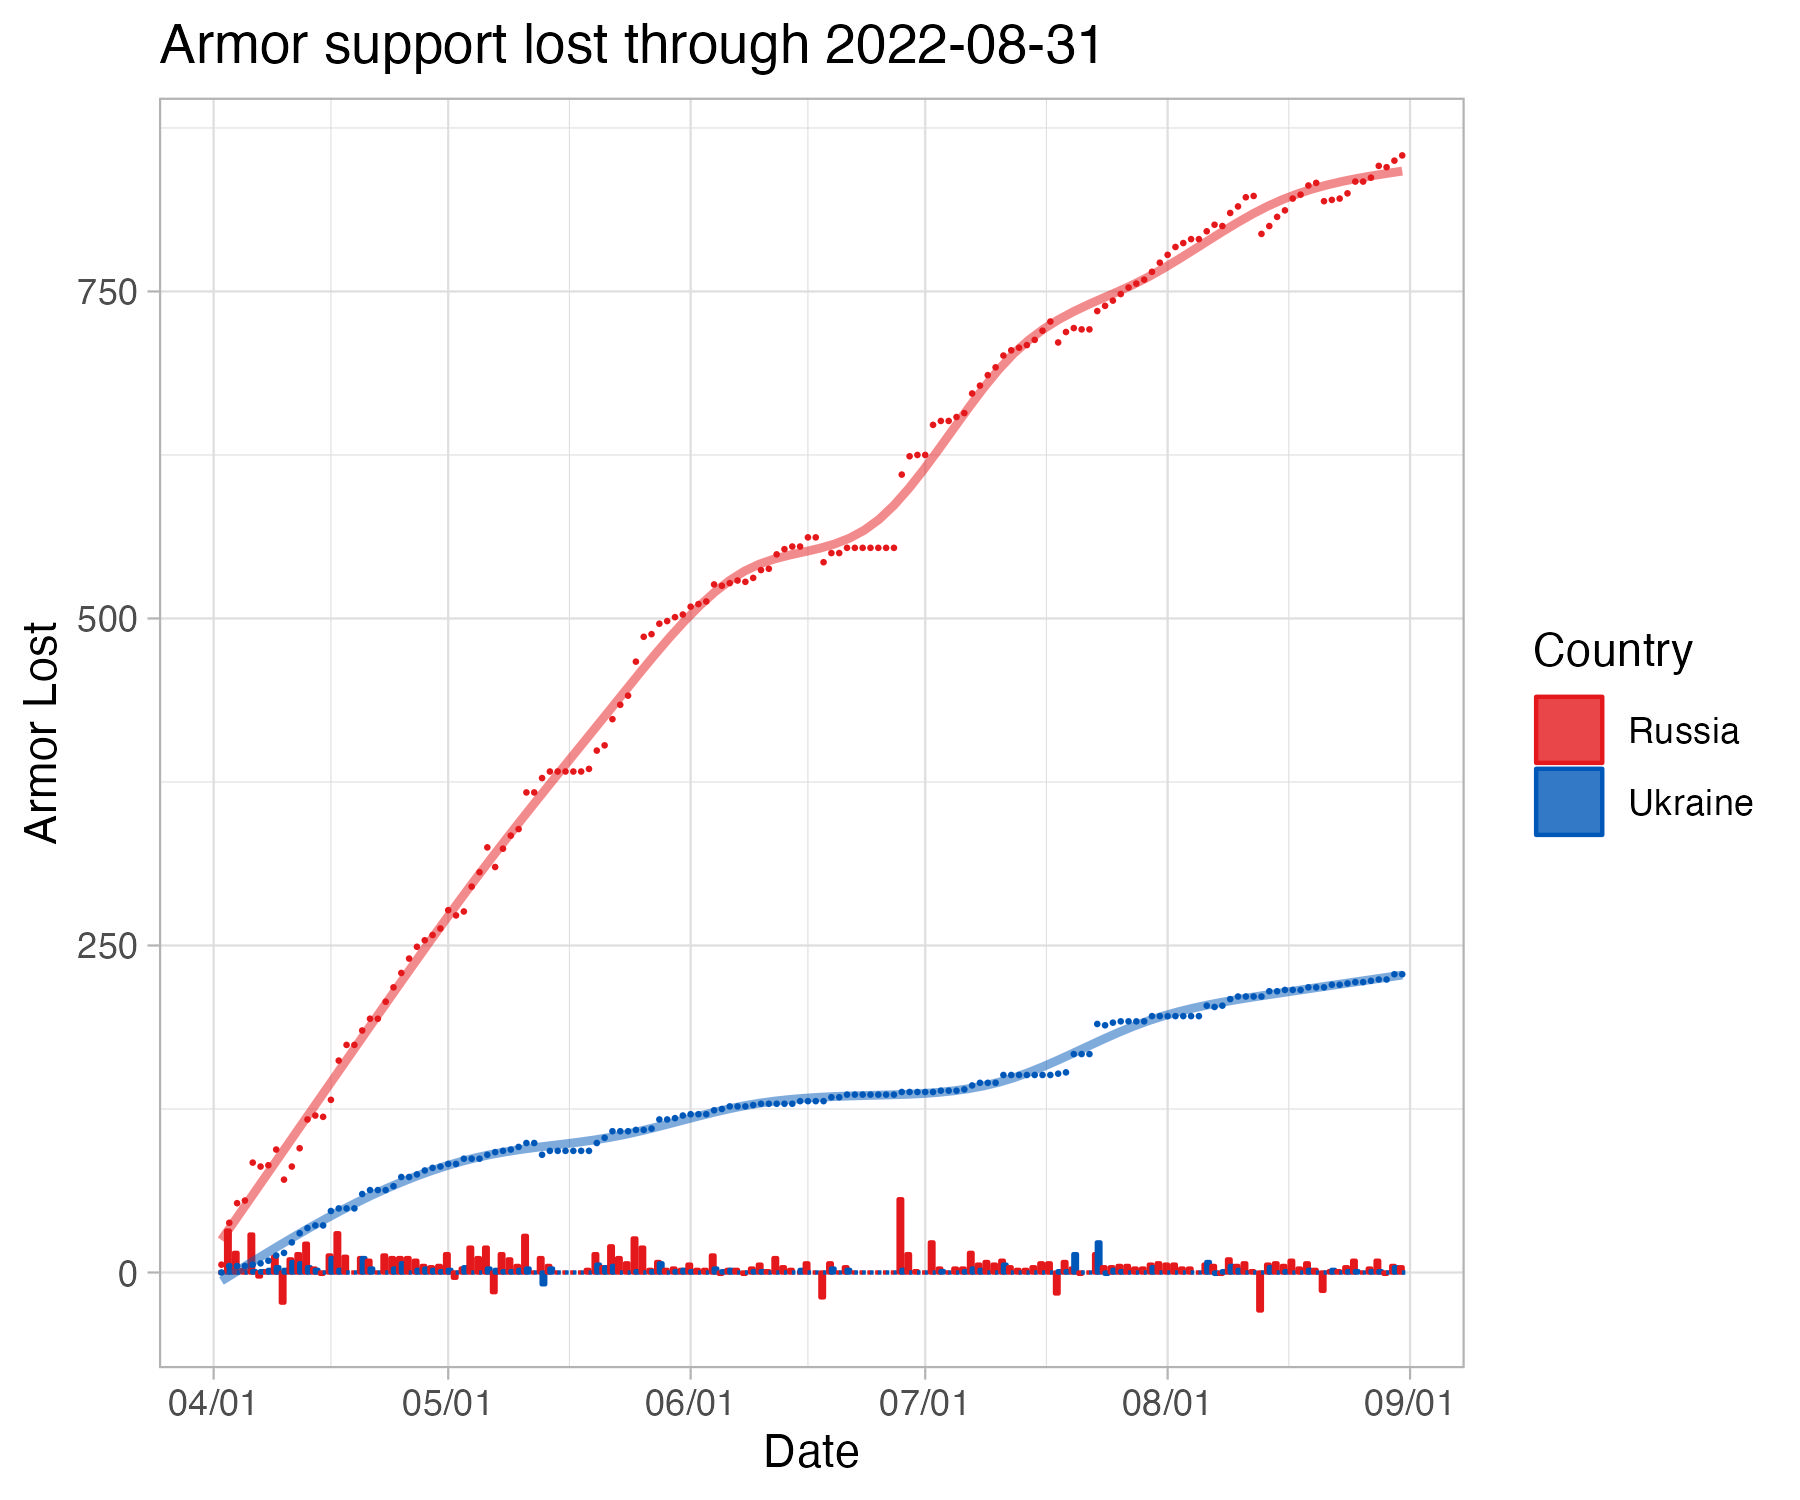 Armor support lost through 2022-08-31
750
500
250
0
Armor Lost
04/01 05/01 06/01 07/01 08/01 09/01
Date
Country
Russia
Ukraine